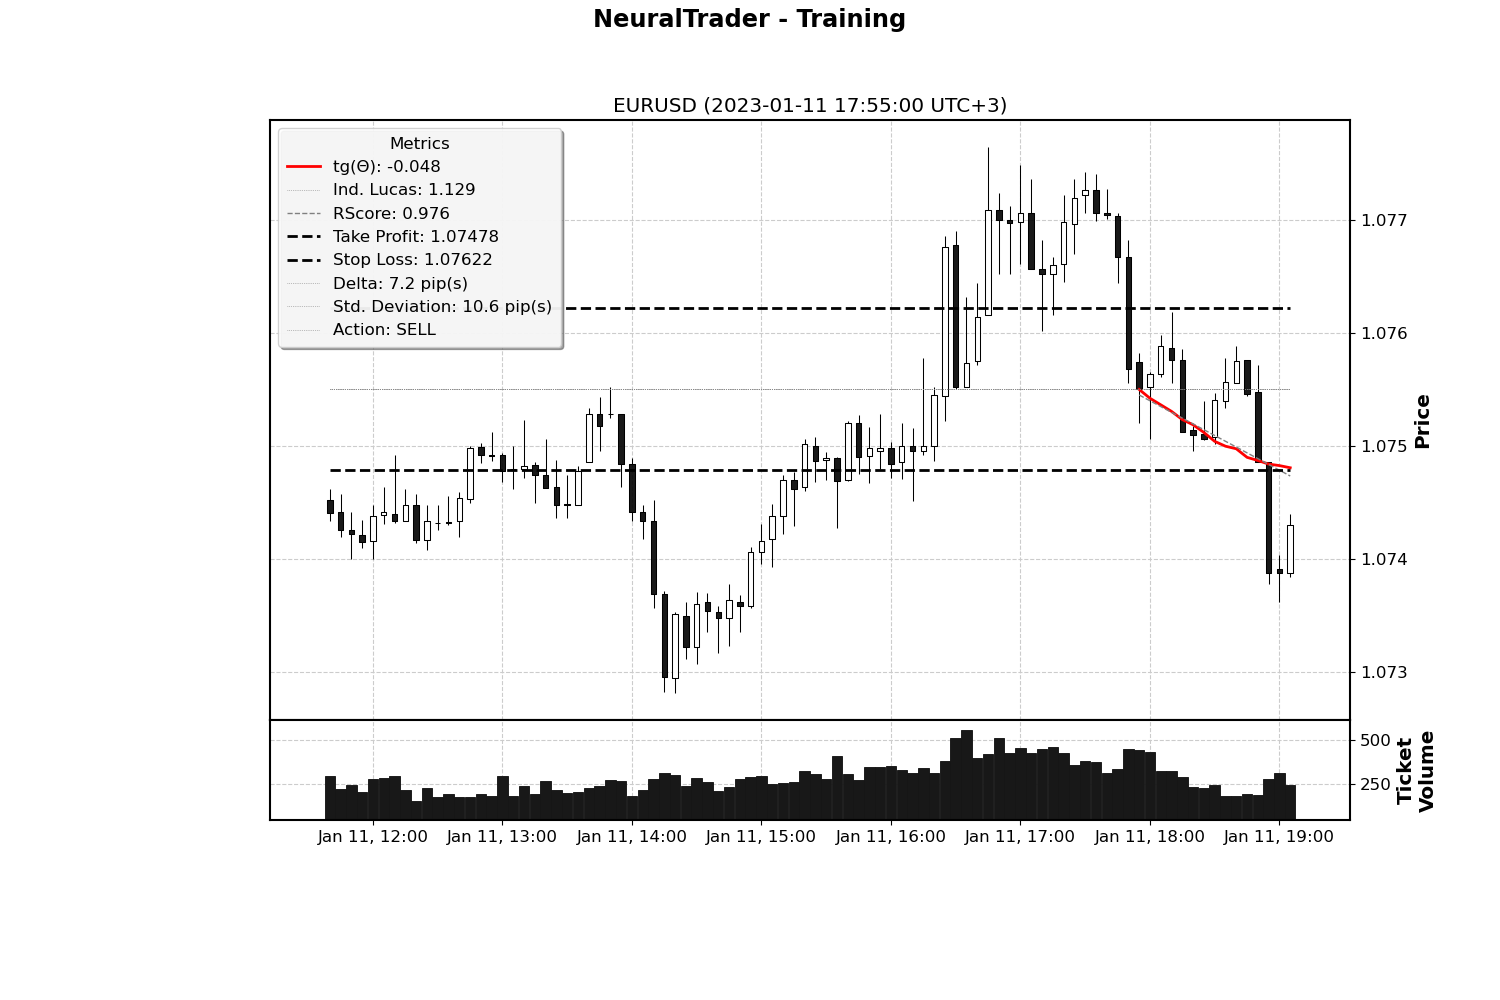 NeuralTrader - Training
EURUSD (2023-01-11 17:55:00 UTC+3)
Metrics
tg(Θ): -0.048
Ind. Lucas: 1.129
RScore: 0.976
Take Profit: 1.07478
Stop Loss: 1.07622
Delta: 7.2 pip(s)
Std. Deviation: 10.6 pip(s)
Action: SELL
1.077
1.076
1.075
1.074
1.073
Price
500
250
Ticket
Volume
Jan 11, 12:00
Jan 11, 13:00
Jan 11, 14:00
Jan 11, 15:00
Jan 11, 16:00
Jan 11, 17:00
Jan 11, 18:00
Jan 11, 19:00